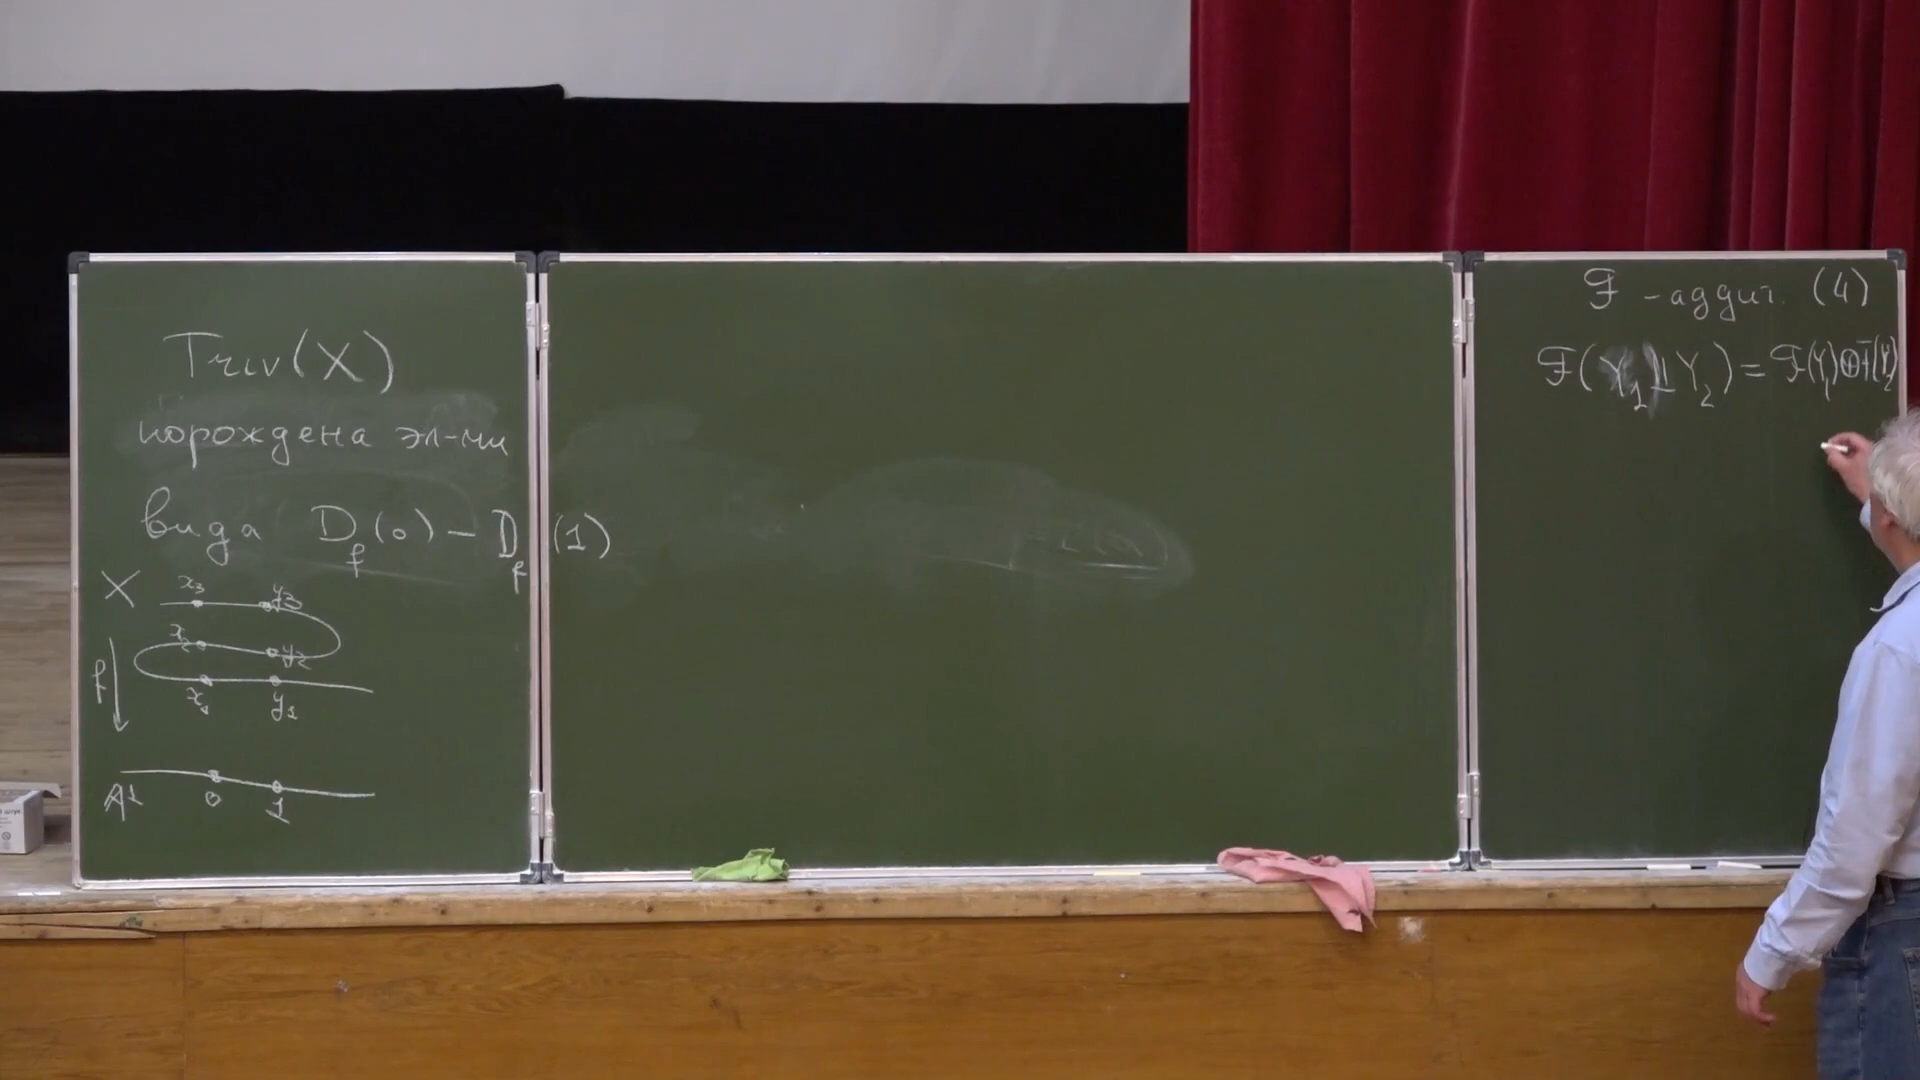 Triv(X)
порождена эл-ми
вида D_f(0) - D_f(1)
X
x₃ y₃
x₂ y₂
f
x₁ y₁
A¹ 0 1
ℱ - аддит. (4)
ℱ(Y₁ ⨿ Y₂) = ℱ(Y₁)⊕ℱ(Y₂)